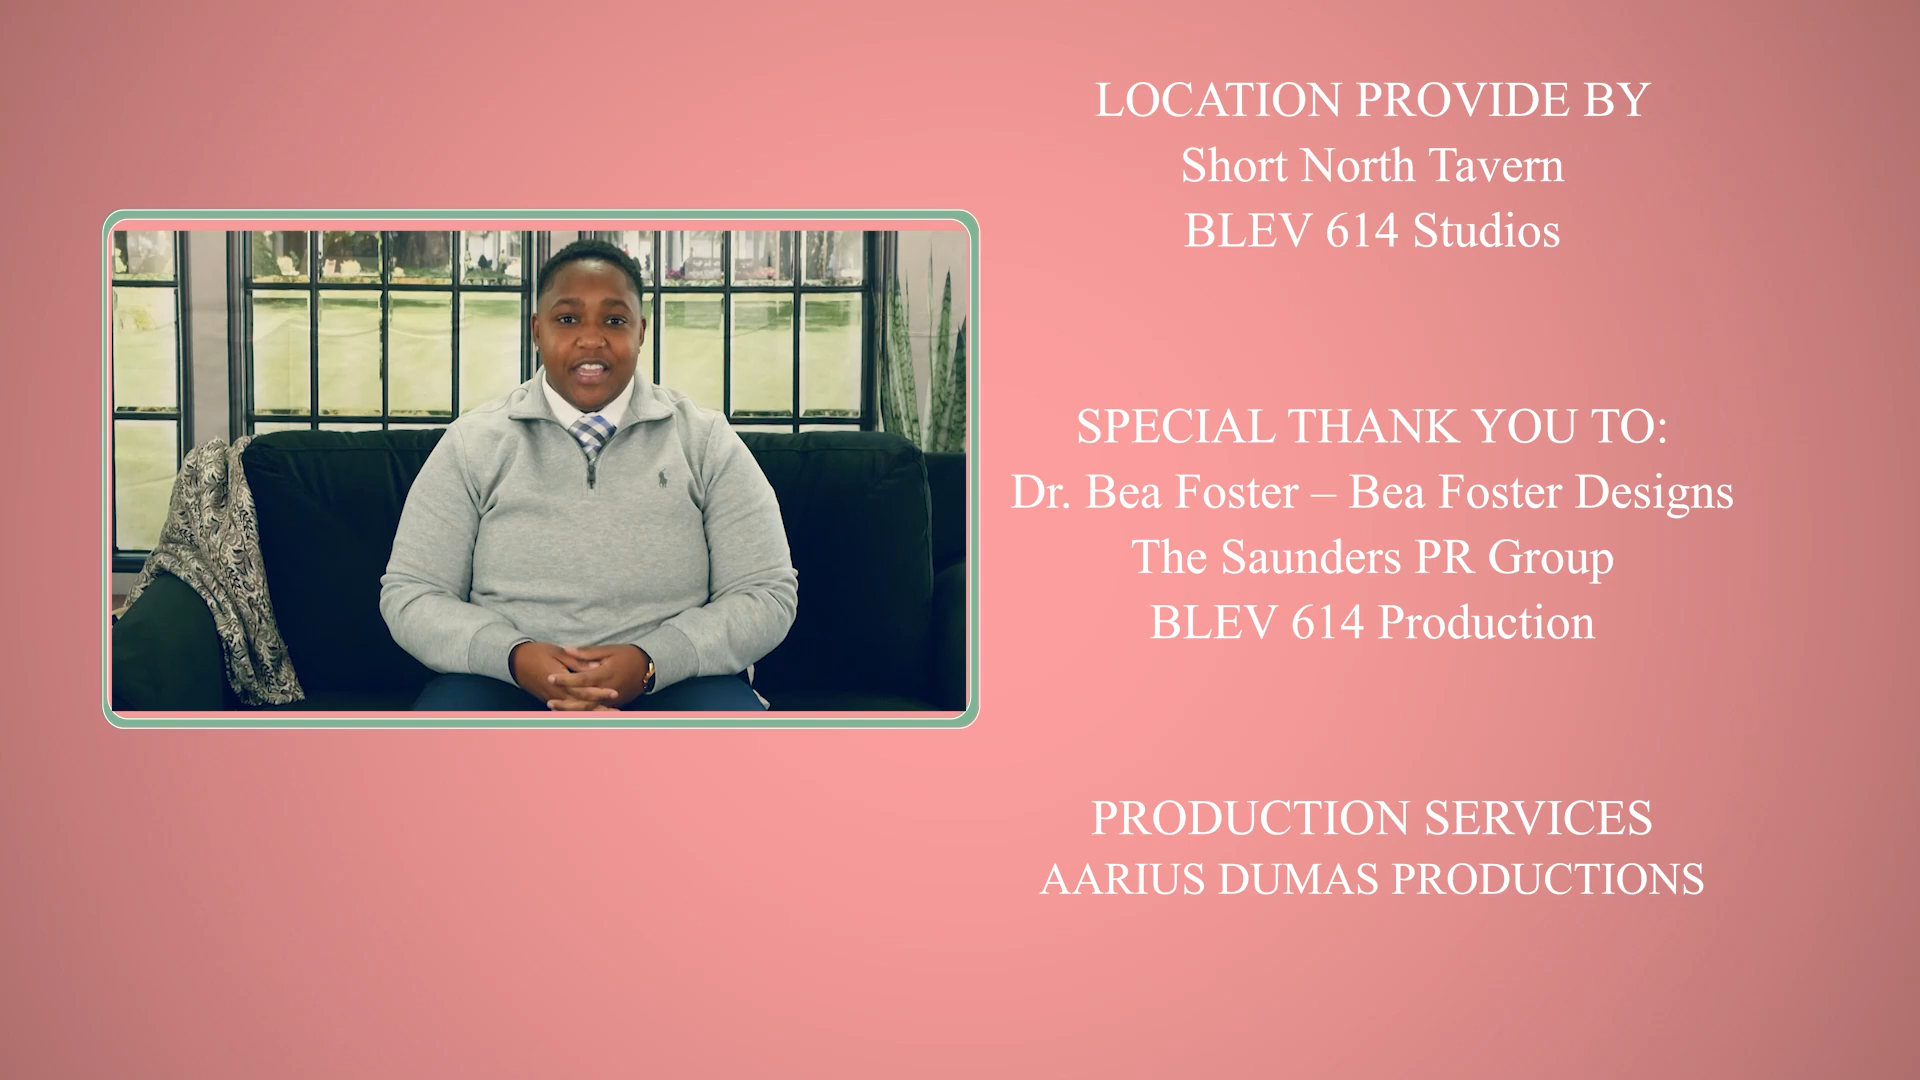 LOCATION PROVIDE BY
Short North Tavern
BLEV 614 Studios
SPECIAL THANK YOU TO:
Dr. Bea Foster – Bea Foster Designs
The Saunders PR Group
BLEV 614 Production
PRODUCTION SERVICES
AARIUS DUMAS PRODUCTIONS